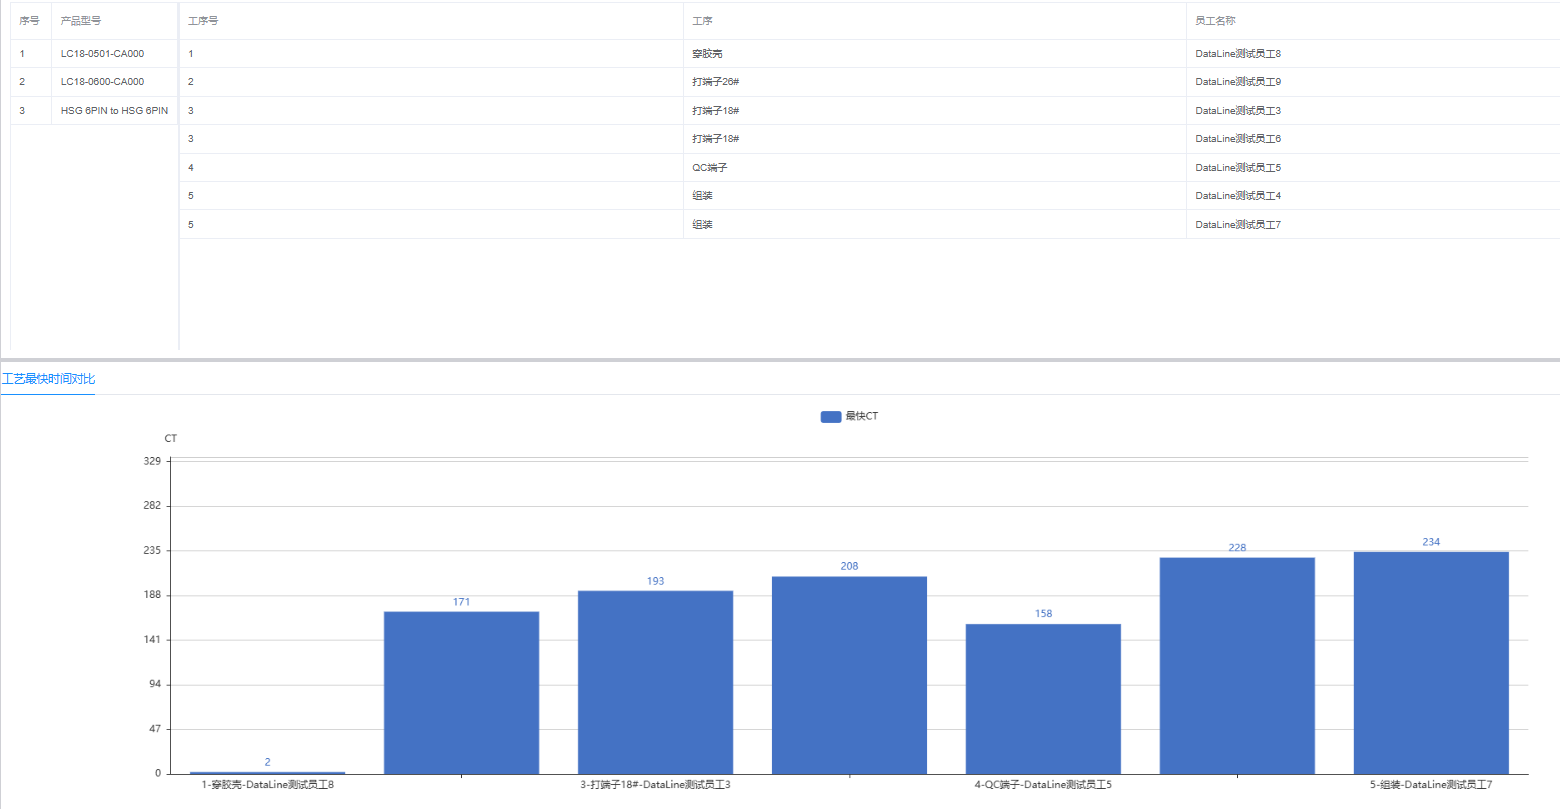 序号 产品型号 工序号 工序 员工名称
1 LC18-0501-CA000 1 穿胶壳 DataLine测试员工8
2 LC18-0600-CA000 2 打端子26# DataLine测试员工9
3 HSG 6PIN to HSG 6PIN 3 打端子18# DataLine测试员工3
3 打端子18# DataLine测试员工6
4 QC端子 DataLine测试员工5
5 组装 DataLine测试员工4
5 组装 DataLine测试员工7
工艺最快时间对比
最快CT
CT
329
282
235
188
141
94
47
0
2
171
193
208
158
228
234
1-穿胶壳-DataLine测试员工8
3-打端子18#-DataLine测试员工3
4-QC端子-DataLine测试员工5
5-组装-DataLine测试员工7